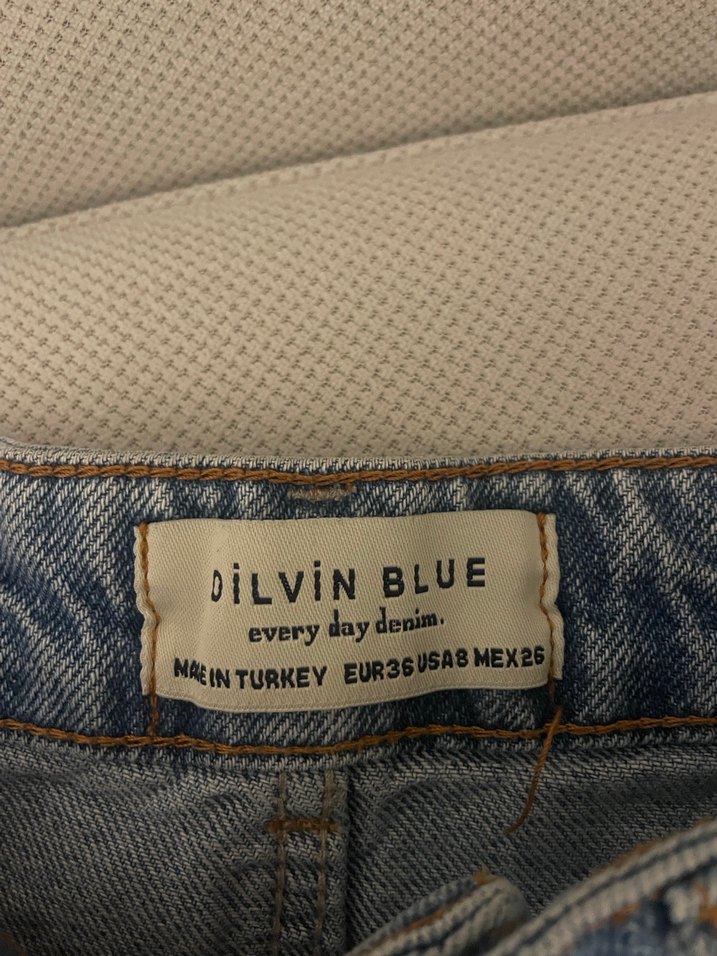 DİLVİN BLUE
every day denim.
MADE IN TURKEY EUR36 USA8 MEX26